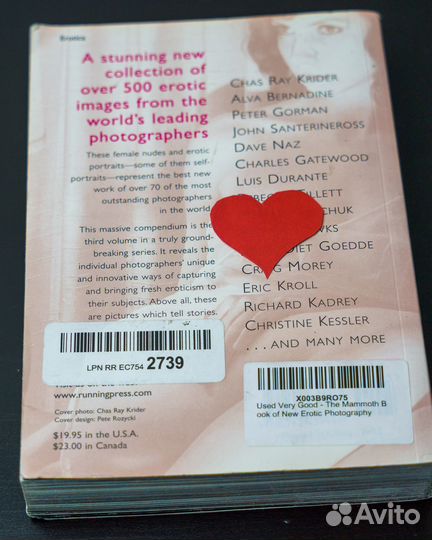 Erotica
A stunning new
collection of
over 500 erotic
images from the
world's leading
photographers
These female nudes and erotic
portraits—some of them self-
portraits—represent the best new
work of over 70 of the most
outstanding photographers
in the world.
This massive compendium is the
third volume in a truly ground-
breaking series. It reveals the
individual photographers' unique
and innovative ways of capturing
and bringing fresh eroticism to
their subjects. Above all, these
are pictures which tell stories.
CHAS RAY KRIDER
ALVA BERNADINE
PETER GORMAN
JOHN SANTERINEROSS
DAVE NAZ
CHARLES GATEWOOD
LUIS DURANTE
GOEDDE
CRAIG MOREY
ERIC KROLL
RICHARD KADREY
CHRISTINE KESSLER
. . . AND MANY MORE
LPN RR EC754 2739
www.runningpress.com
Cover photo: Chas Ray Krider
Cover design: Pete Rozycki
$19.95 in the U.S.A.
$23.00 in Canada
X003B9RO75
Used Very Good - The Mammoth B
ook of New Erotic Photography
Avito